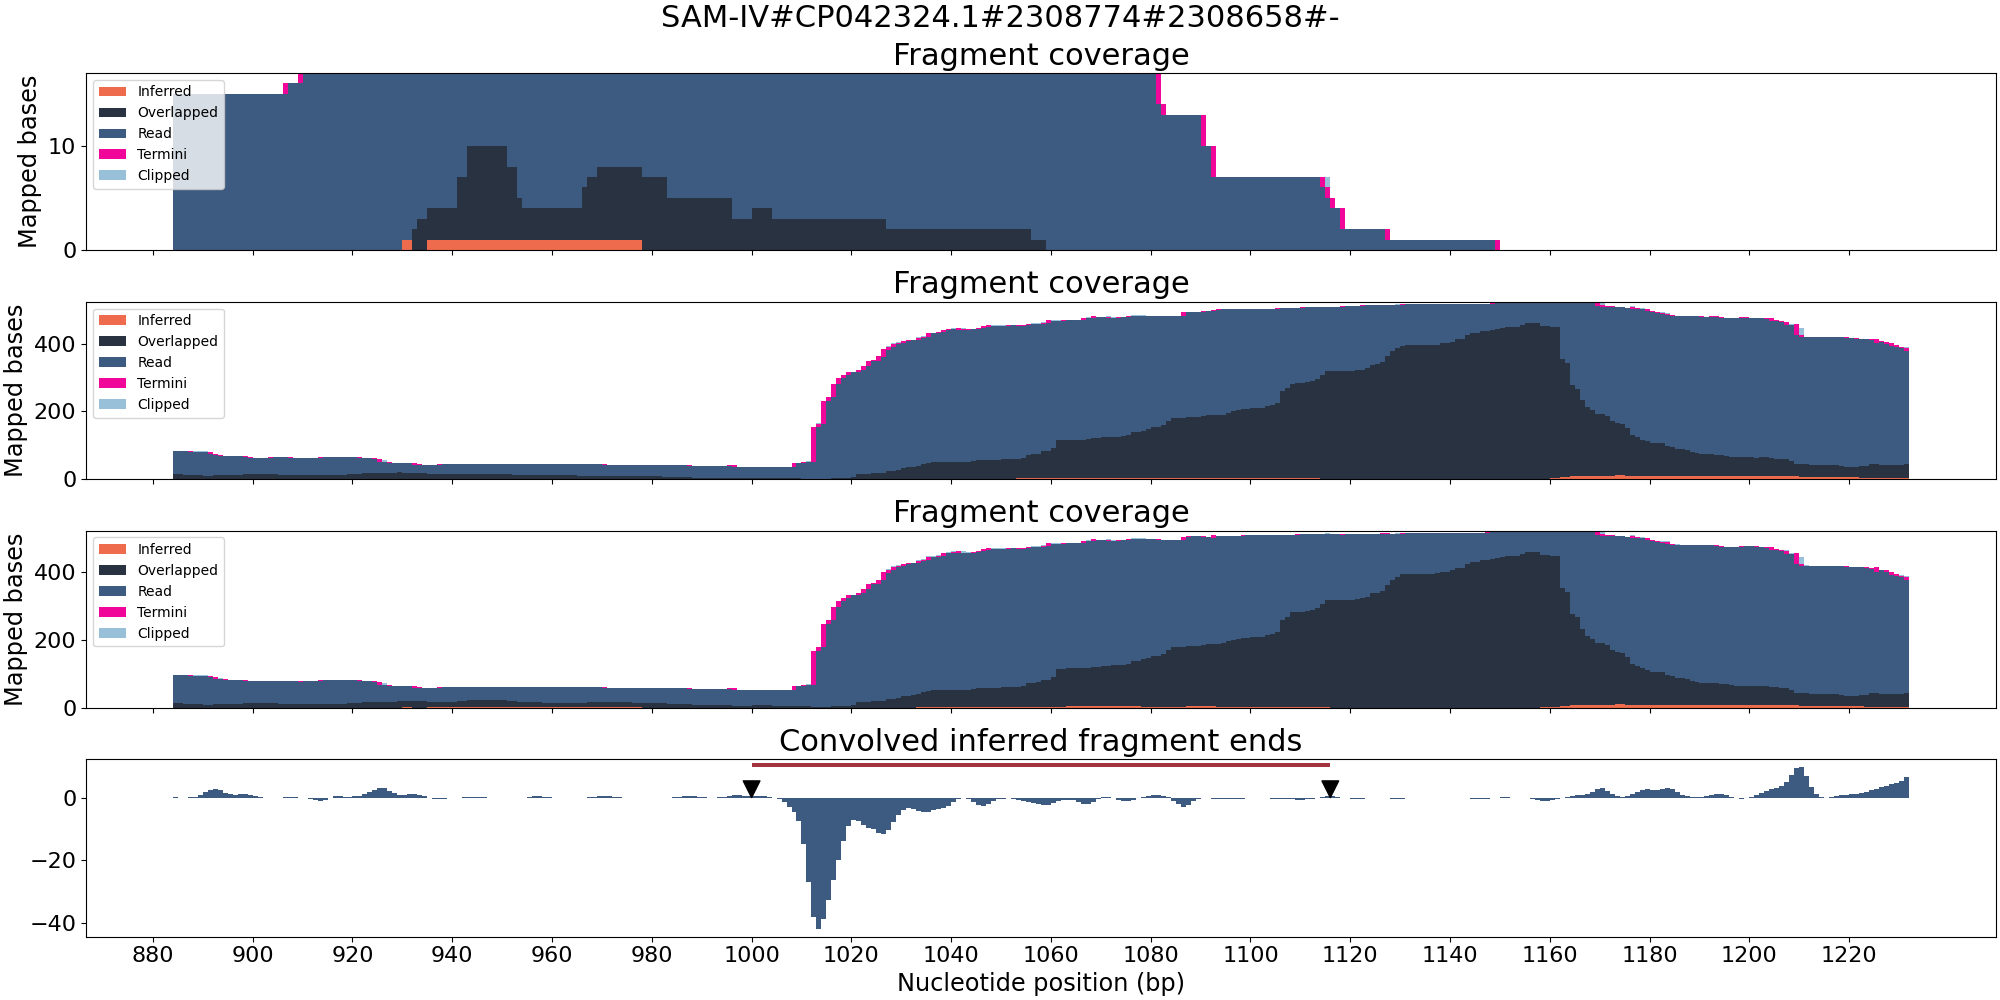 SAM-IV#CP042324.1#2308774#2308658#-
Fragment coverage
Mapped bases
10
0
Inferred
Overlapped
Read
Termini
Clipped
Fragment coverage
Mapped bases
400
200
0
Inferred
Overlapped
Read
Termini
Clipped
Fragment coverage
Mapped bases
400
200
0
Inferred
Overlapped
Read
Termini
Clipped
Convolved inferred fragment ends
0
−20
−40
880 900 920 940 960 980 1000 1020 1040 1060 1080 1100 1120 1140 1160 1180 1200 1220
Nucleotide position (bp)